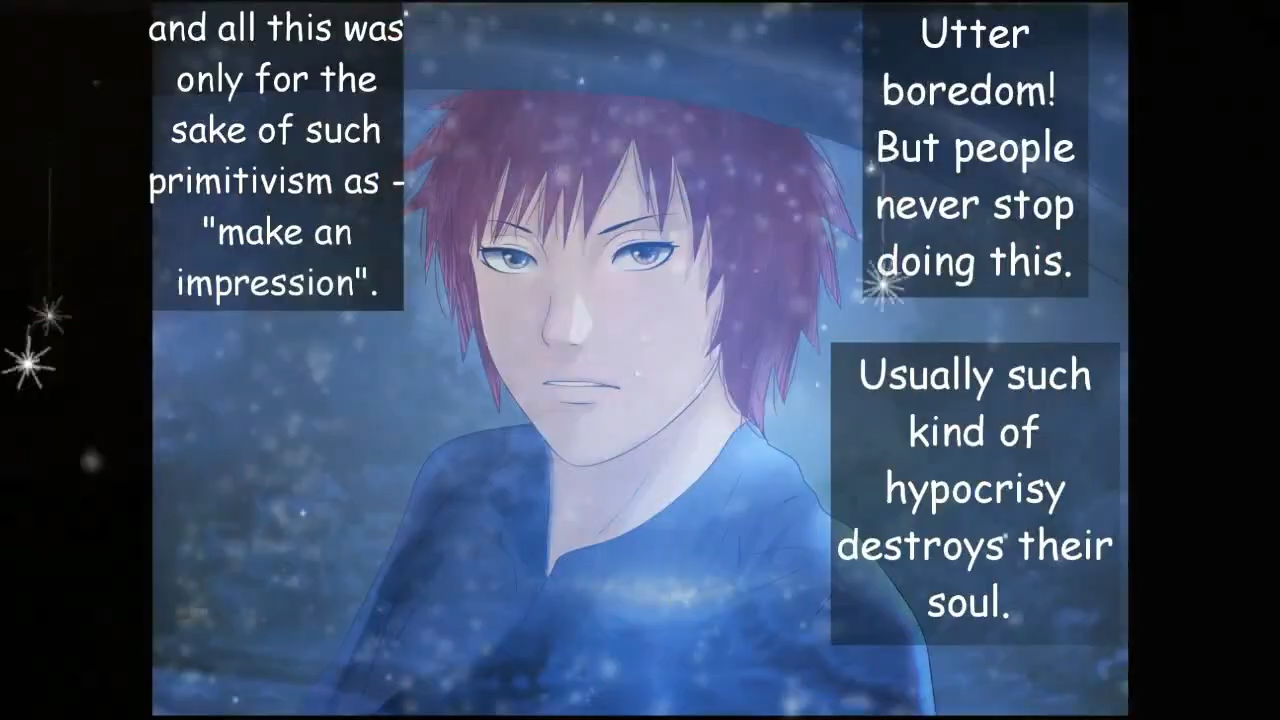 and all this was
only for the
sake of such
primitivism as -
"make an
impression".
Utter
boredom!
But people
never stop
doing this.
Usually such
kind of
hypocrisy
destroys their
soul.